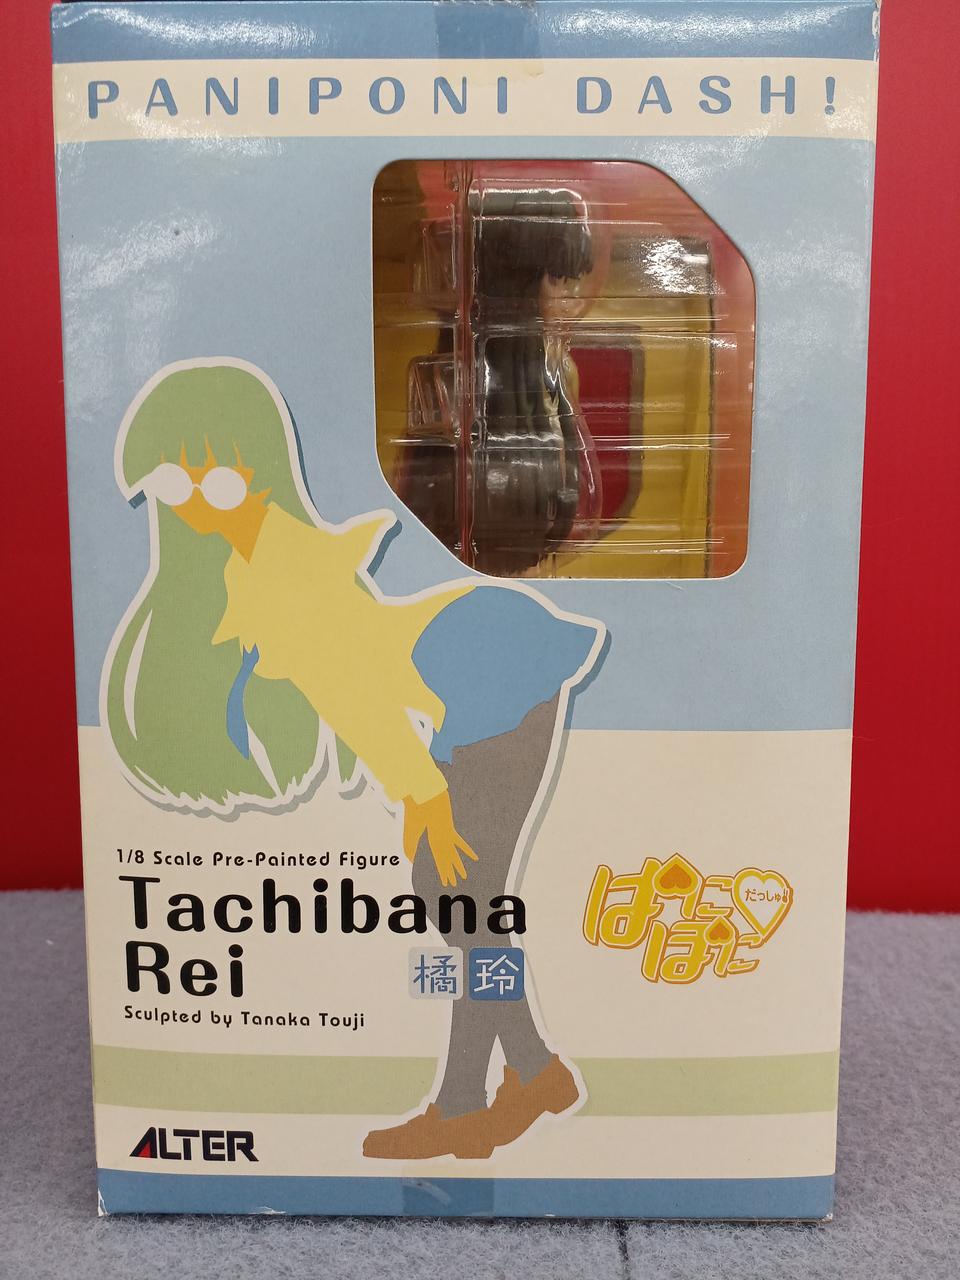 PANIPONI DASH!
1/8 Scale Pre-Painted Figure
Tachibana
Rei
橘 玲
Sculpted by Tanaka Touji
ぱにぽに
だっしゅ!
ALTER